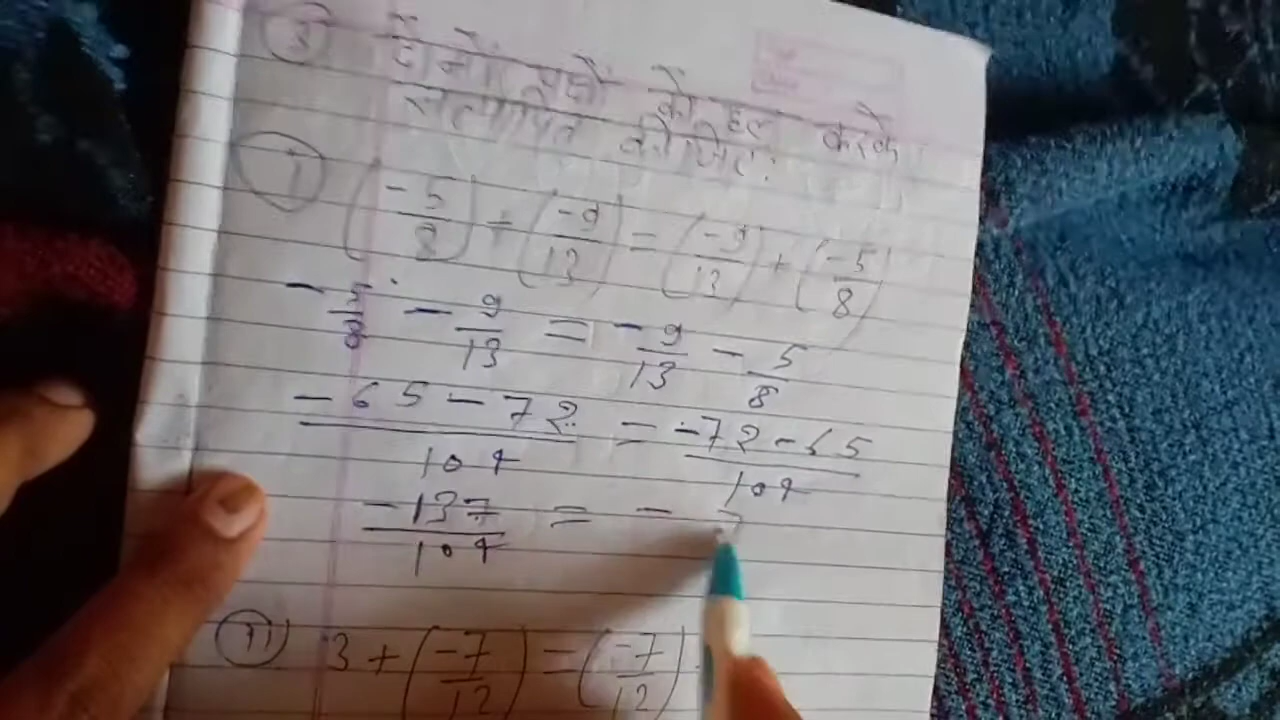 ③ दोनों पक्षों को हल करके
सत्यापित कीजिए:
(i) (-5/8) + (-9/13) = (-9/13) + (-5/8)
-5/8 - 9/13 = -9/13 - 5/8
-65-72/104 = -72-65/104
-137/104 = -
(ii) 3 + (-7/12) = (-7/12)